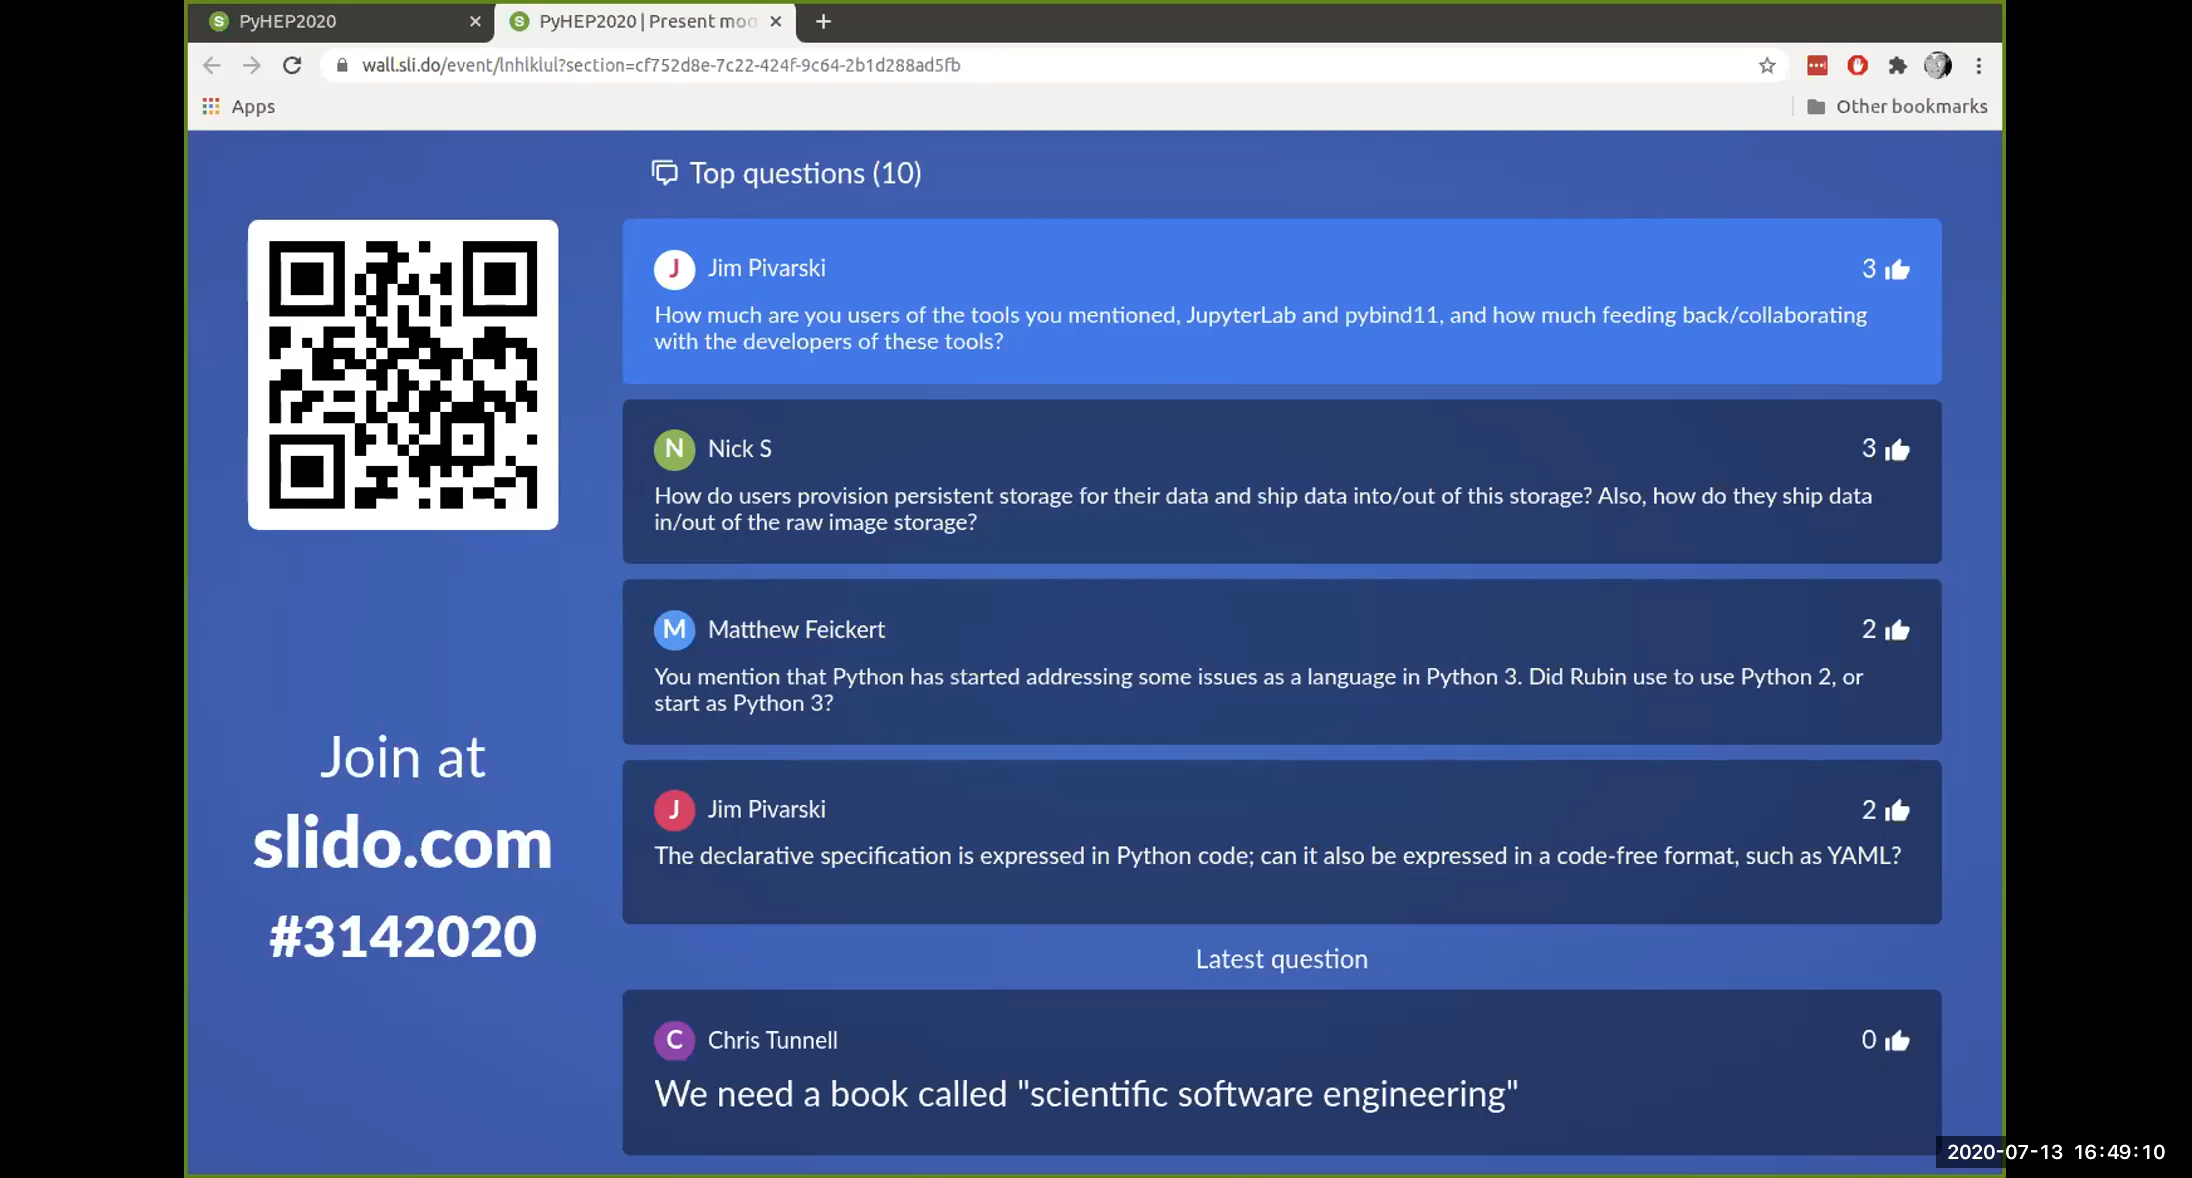 PyHEP2020
PyHEP2020 | Present mod
wall.sli.do/event/lnhlklul?section=cf752d8e-7c22-424f-9c64-2b1d288ad5fb
Apps
Other bookmarks
Top questions (10)
J Jim Pivarski 3
How much are you users of the tools you mentioned, JupyterLab and pybind11, and how much feeding back/collaborating
with the developers of these tools?
N Nick S 3
How do users provision persistent storage for their data and ship data into/out of this storage? Also, how do they ship data
in/out of the raw image storage?
M Matthew Feickert 2
You mention that Python has started addressing some issues as a language in Python 3. Did Rubin use to use Python 2, or
start as Python 3?
J Jim Pivarski 2
The declarative specification is expressed in Python code; can it also be expressed in a code-free format, such as YAML?
Latest question
C Chris Tunnell 0
We need a book called "scientific software engineering"
Join at
slido.com
#3142020
2020-07-13 16:49:10